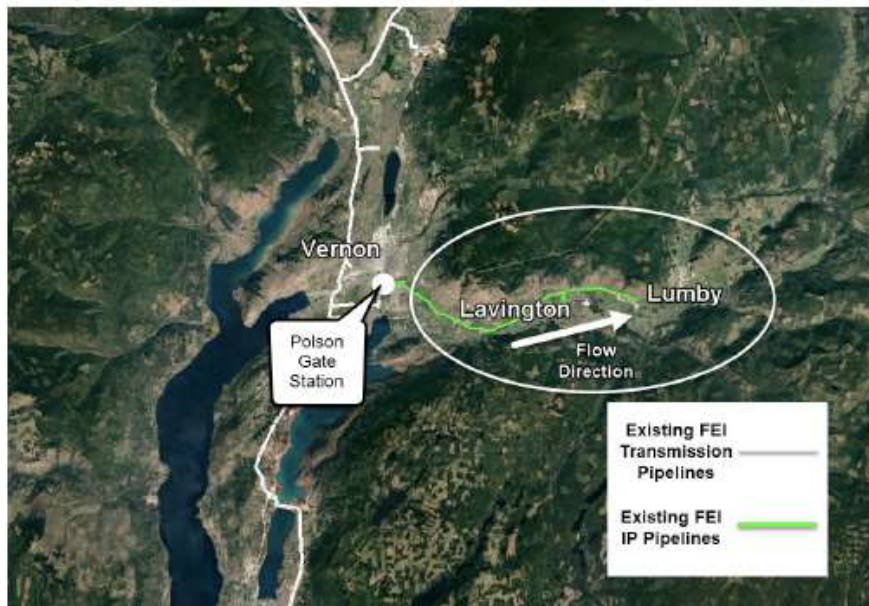 Vernon
Lavington
Lumby
Polson
Gate
Station
Flow
Direction
Existing FEI
Transmission
Pipelines
Existing FEI
IP Pipelines